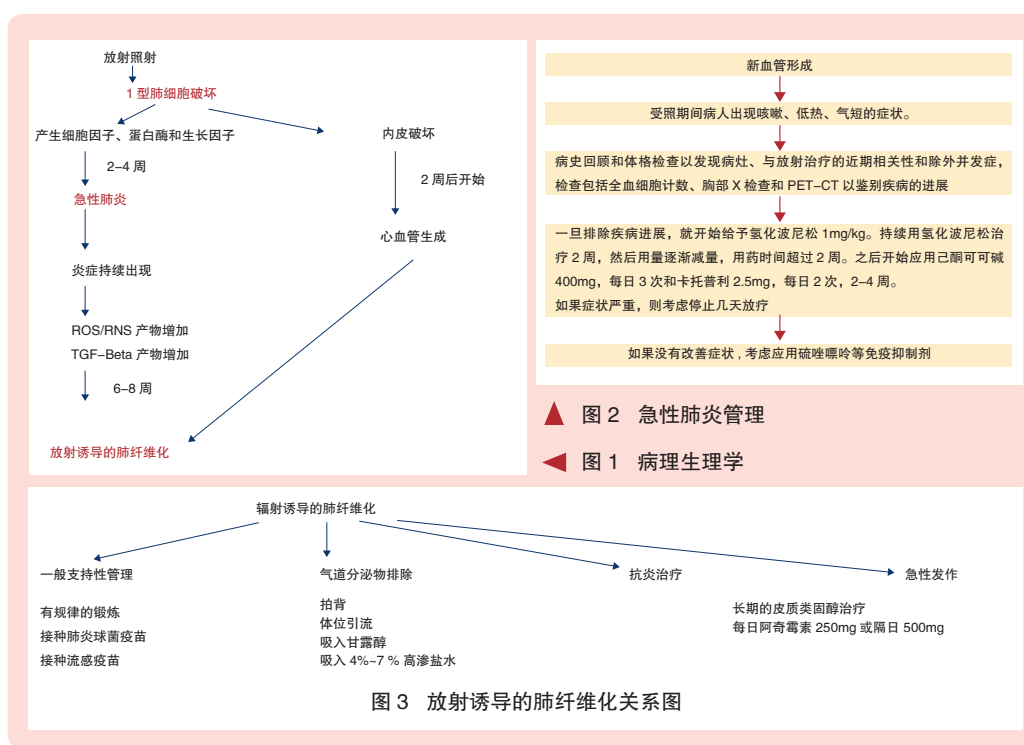 放射照射
1 型肺细胞破坏
产生细胞因子、蛋白酶和生长因子
内皮破坏
2–4 周
2 周后开始
急性肺炎
心血管生成
炎症持续出现
ROS/RNS 产物增加
TGF–Beta 产物增加
6–8 周
放射诱导的肺纤维化
新血管形成
受照期间病人出现咳嗽、低热、气短的症状。
病史回顾和体格检查以发现病灶、与放射治疗的近期相关性和除外并发症，
检查包括全血细胞计数、胸部 X 检查和 PET–CT 以鉴别疾病的进展
一旦排除疾病进展，就开始给予氢化波尼松 1mg/kg。持续用氢化波尼松治
疗 2 周，然后用量逐渐减量，用药时间超过 2 周。之后开始应用己酮可可碱
400mg，每日 3 次和卡托普利 2.5mg，每日 2 次，2–4 周。
如果症状严重，则考虑停止几天放疗
如果没有改善症状 , 考虑应用硫唑嘌呤等免疫抑制剂
图 2 急性肺炎管理
图 1 病理生理学
辐射诱导的肺纤维化
一般支持性管理
气道分泌物排除
抗炎治疗
急性发作
有规律的锻炼
接种肺炎球菌疫苗
接种流感疫苗
拍背
体位引流
吸入甘露醇
吸入 4%~7 % 高渗盐水
长期的皮质类固醇治疗
每日阿奇霉素 250mg 或隔日 500mg
图 3 放射诱导的肺纤维化关系图